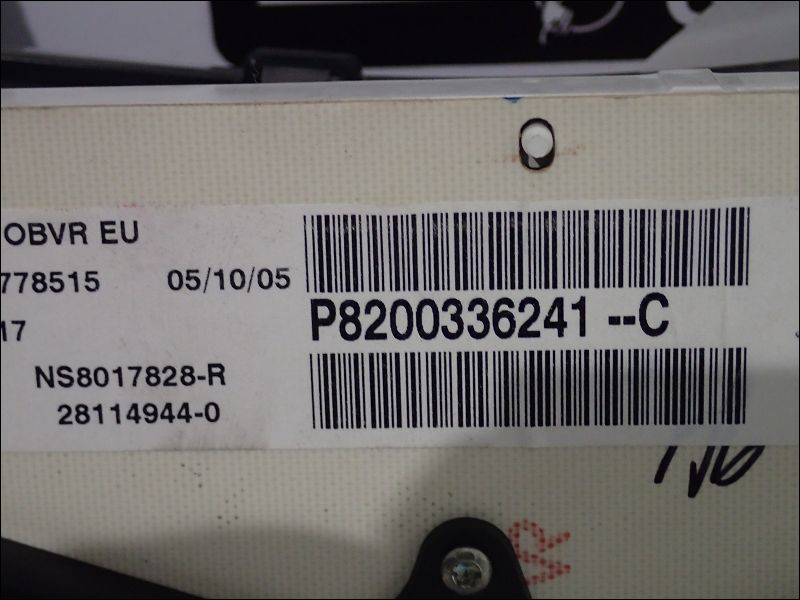 OBVR EU
778515 05/10/05
17
P8200336241 --C
NS8017828-R
28114944-0